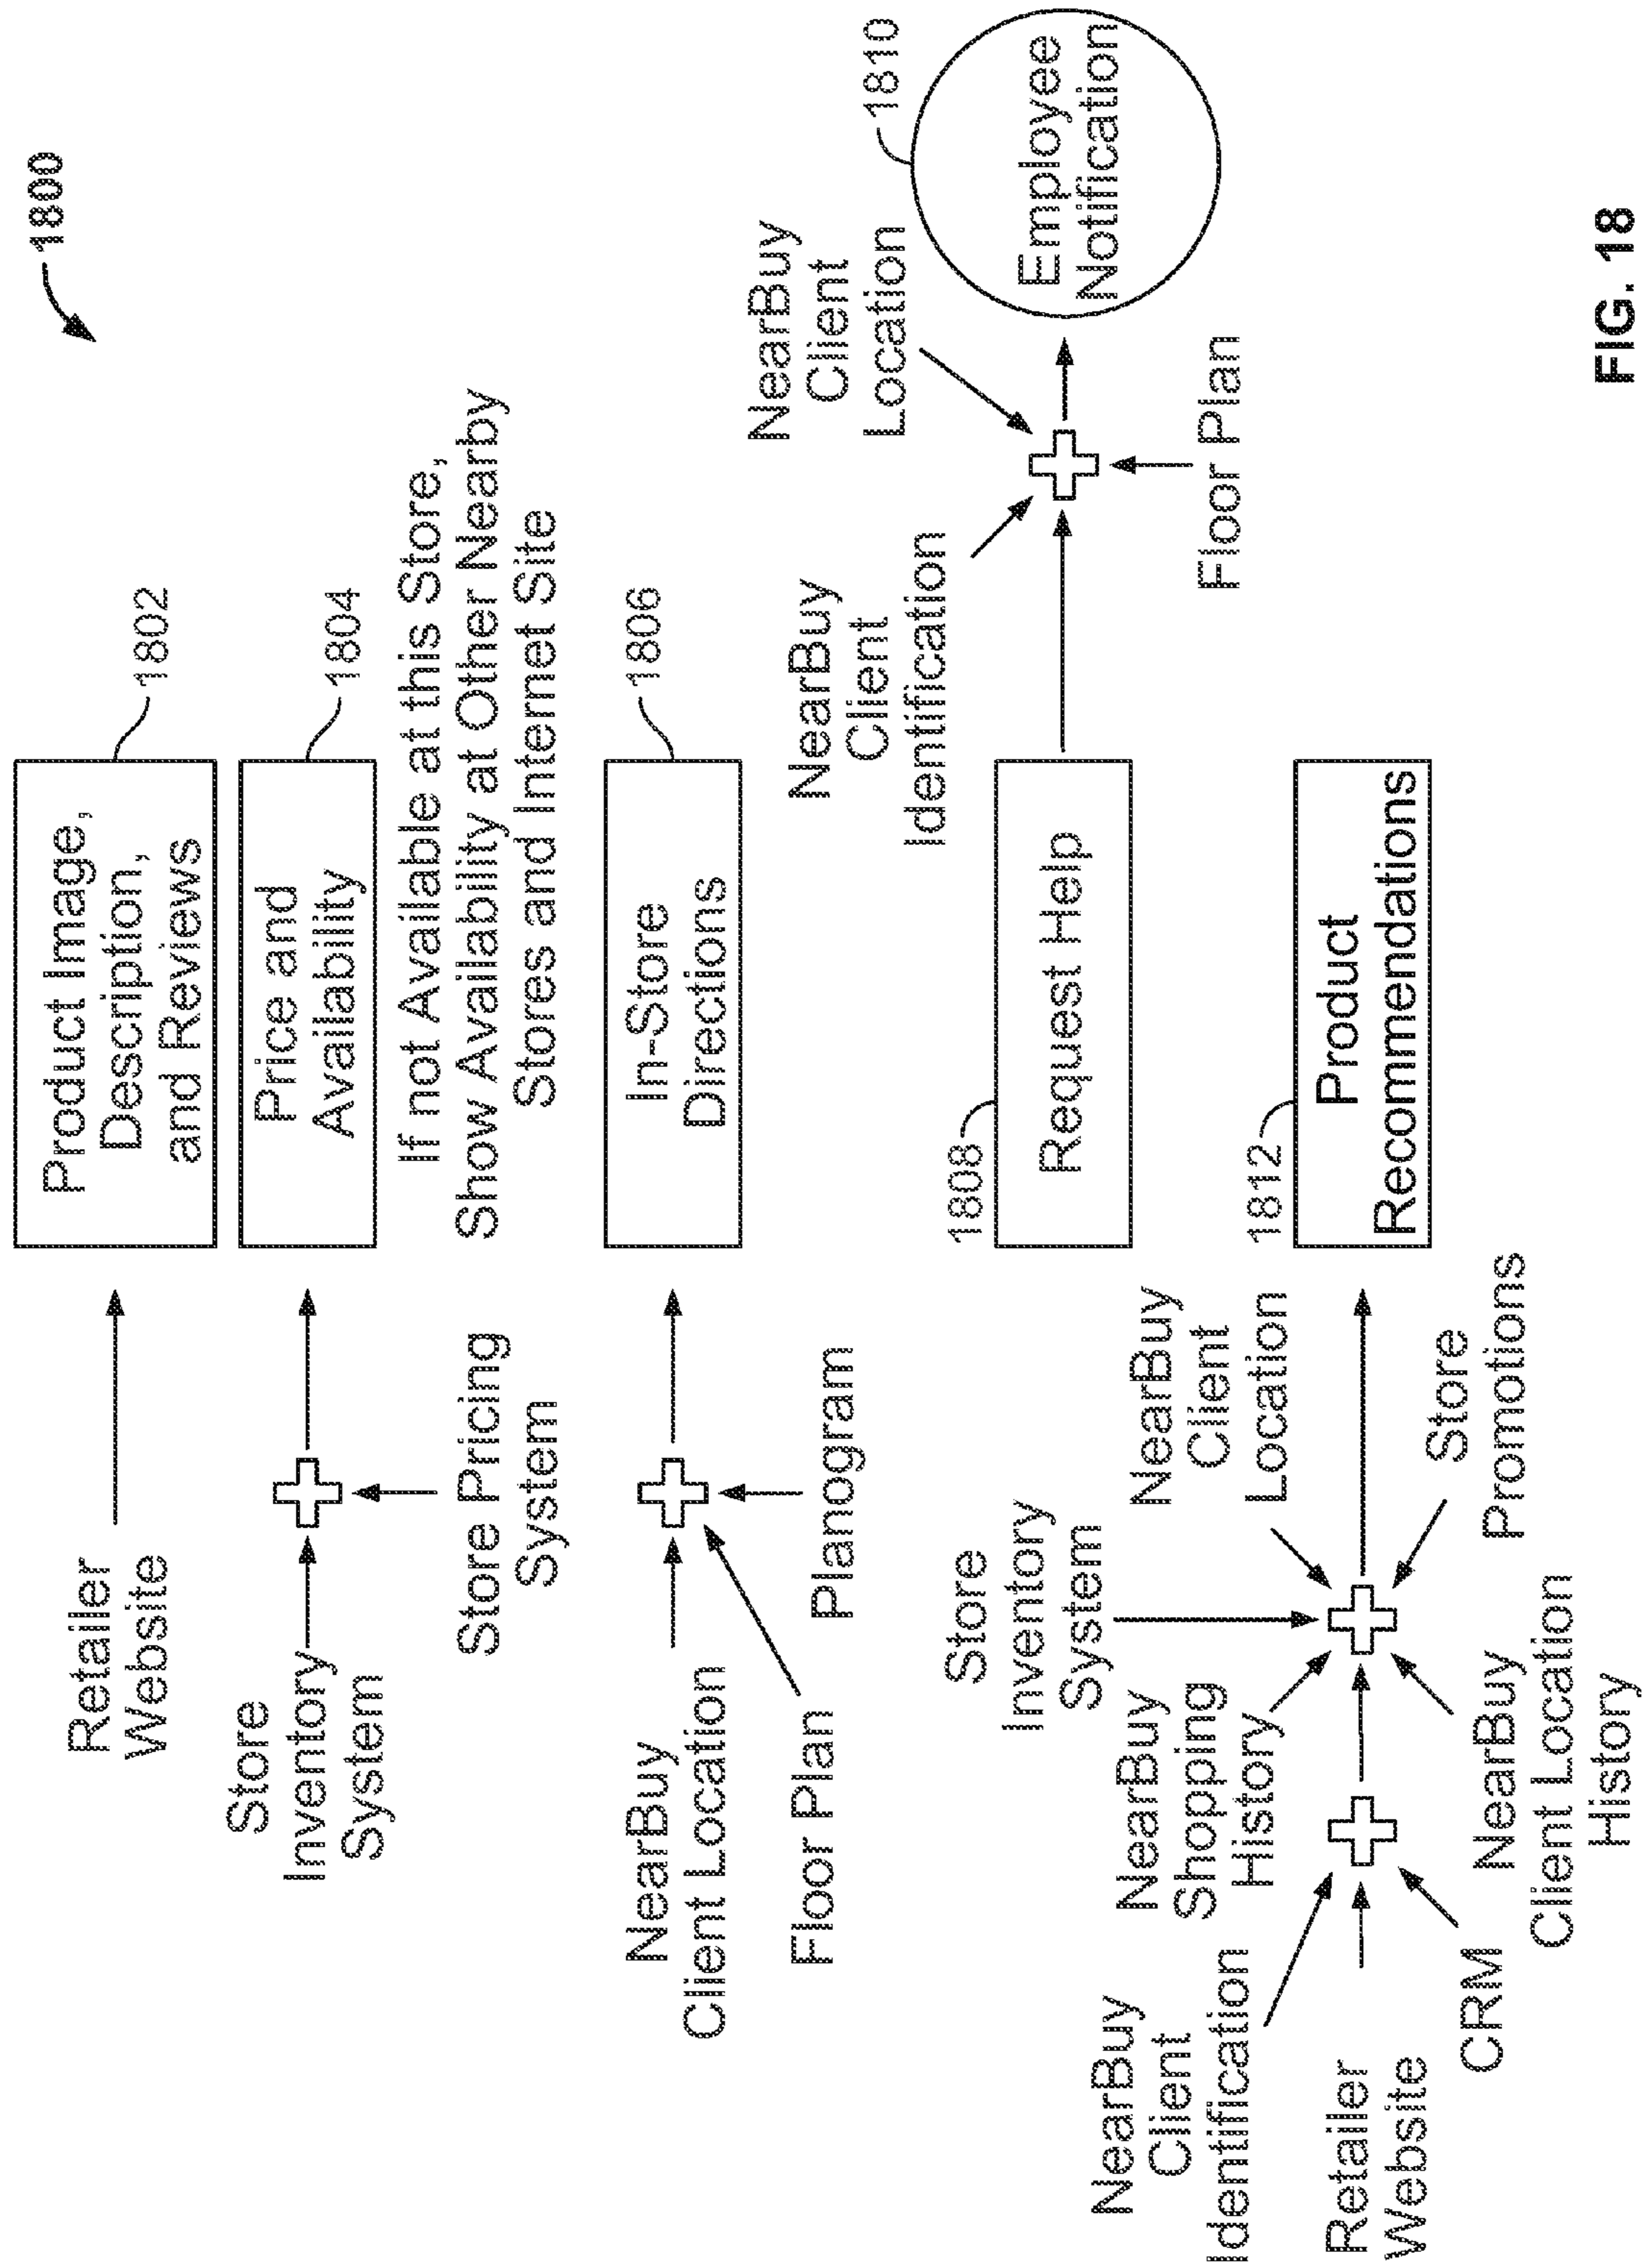 1800
Retailer
Website
Product Image,
Description,
and Reviews
1802
Store
Inventory
System
Store Pricing
System
Price and
Availability
1804
If not Available at this Store,
Show Availability at Other Nearby
Stores and Internet Site
NearBuy
Client Location
Floor Plan
Planogram
In-Store
Directions
1806
1808
Request Help
NearBuy
Client
Identification
NearBuy
Client
Location
Floor Plan
Employee
Notification
1810
NearBuy
Client
Identification
Retailer
Website
CRM
NearBuy
Shopping
History
Store
Inventory
System
NearBuy
Client
Location
NearBuy
Client Location
History
Store
Promotions
1812
Product
Recommendations
FIG. 18